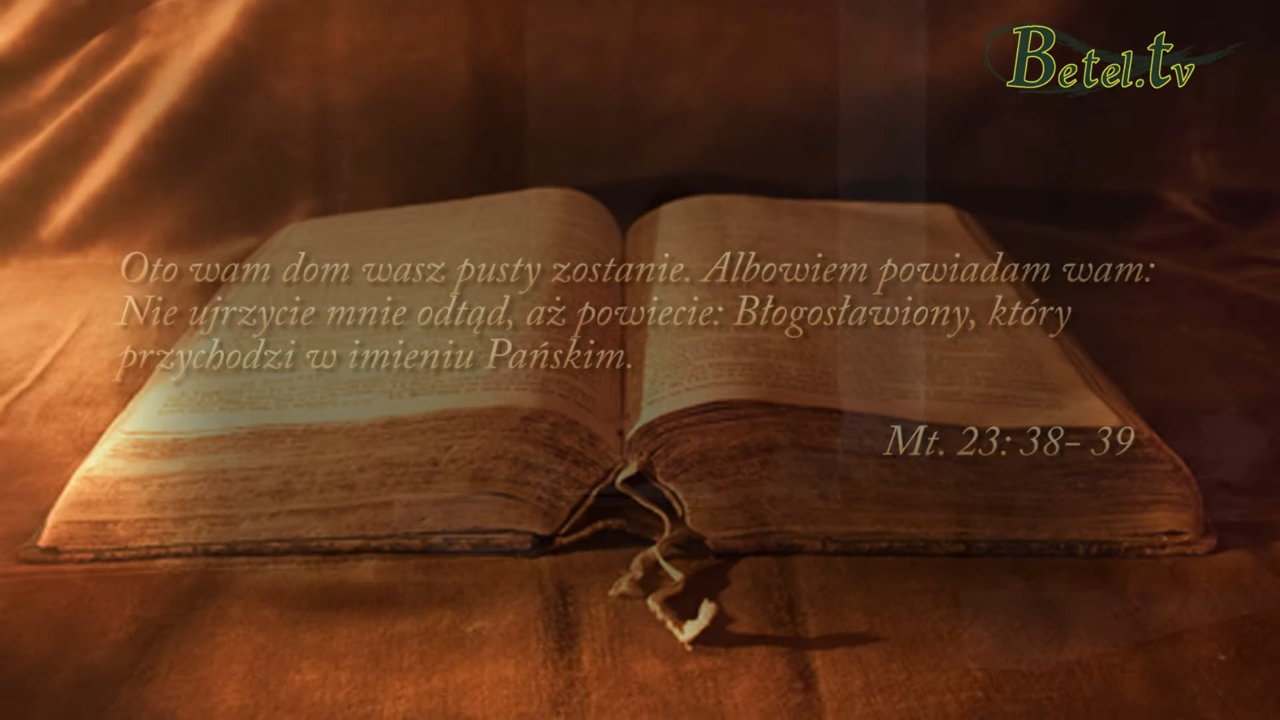 Betel.tv
Oto wam dom wasz pusty zostanie. Albowiem powiadam wam:
Nie ujrzycie mnie odtąd, aż powiecie: Błogosławiony, który
przychodzi w imieniu Pańskim.
Mt. 23: 38- 39